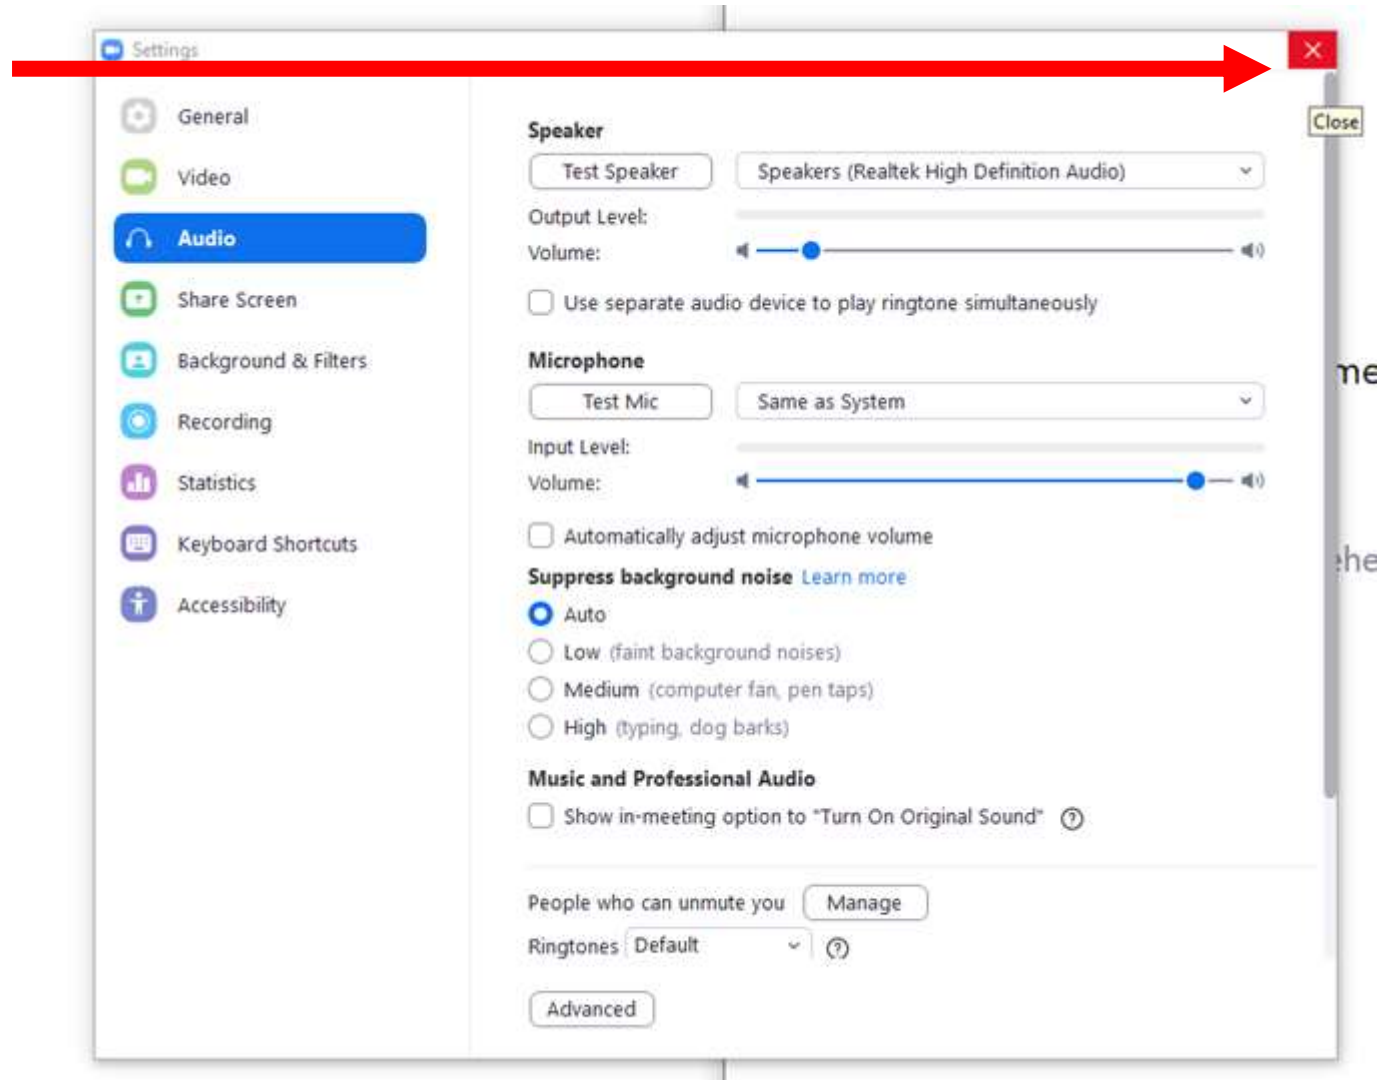 Settings
Close
General
Video
Audio
Share Screen
Background & Filters
Recording
Statistics
Keyboard Shortcuts
Accessibility
Speaker
Test Speaker
Speakers (Realtek High Definition Audio)
Output Level:
Volume:
Use separate audio device to play ringtone simultaneously
Microphone
Test Mic
Same as System
Input Level:
Volume:
Automatically adjust microphone volume
Suppress background noise Learn more
Auto
Low (faint background noises)
Medium (computer fan, pen taps)
High (typing, dog barks)
Music and Professional Audio
Show in-meeting option to "Turn On Original Sound"
People who can unmute you Manage
Ringtones Default
Advanced